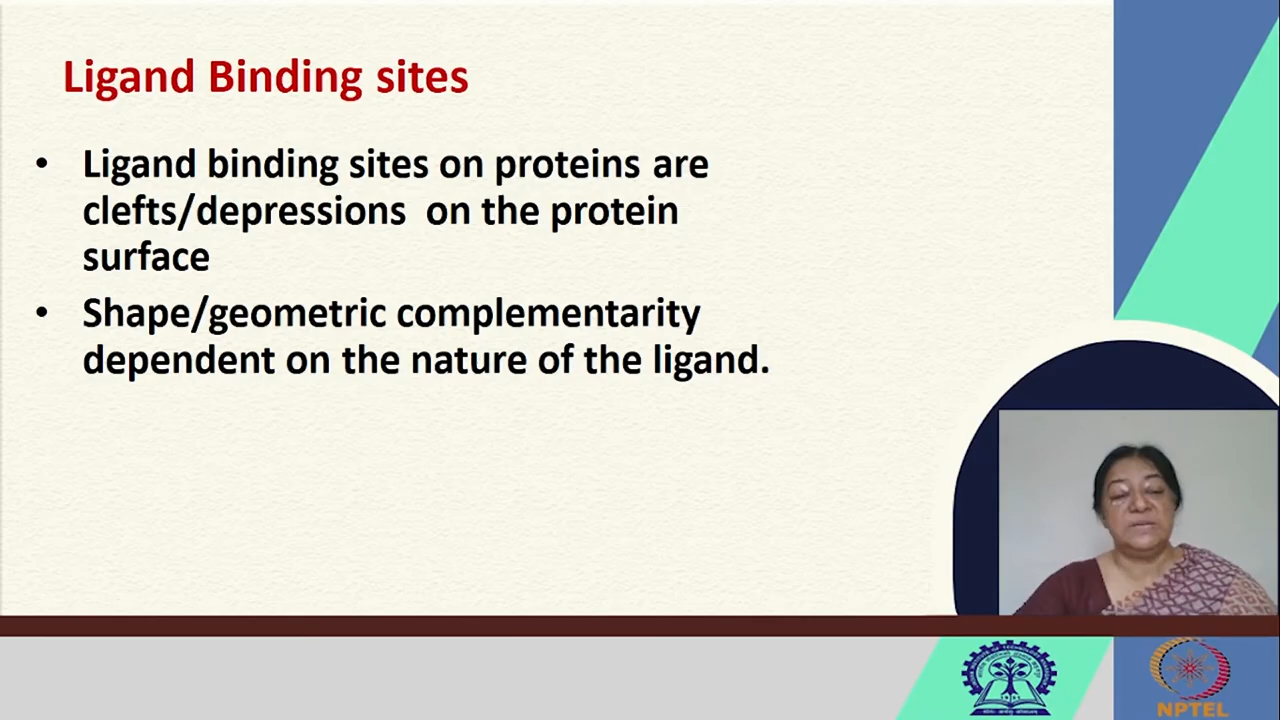 Ligand Binding sites
• Ligand binding sites on proteins are
clefts/depressions on the protein
surface
• Shape/geometric complementarity
dependent on the nature of the ligand.
NPTEL